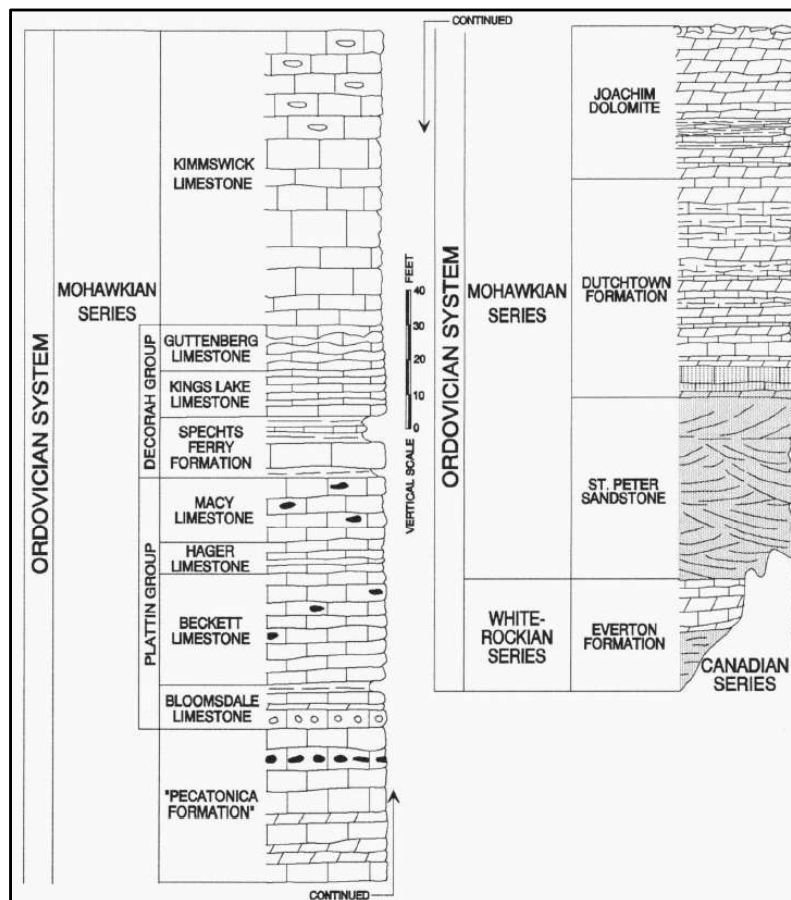 ORDOVICIAN SYSTEM
MOHAWKIAN
SERIES
KIMMSWICK
LIMESTONE
DECORAH GROUP
GUTTENBERG
LIMESTONE
KINGS LAKE
LIMESTONE
SPECHTS
FERRY
FORMATION
PLATTIN GROUP
MACY
LIMESTONE
HAGER
LIMESTONE
BECKETT
LIMESTONE
BLOOMSDALE
LIMESTONE
"PECATONICA
FORMATION"
CONTINUED
VERTICAL SCALE
FEET
40
30
20
10
0
CONTINUED
ORDOVICIAN SYSTEM
MOHAWKIAN
SERIES
JOACHIM
DOLOMITE
DUTCHTOWN
FORMATION
ST. PETER
SANDSTONE
WHITE-
ROCKIAN
SERIES
EVERTON
FORMATION
CANADIAN
SERIES